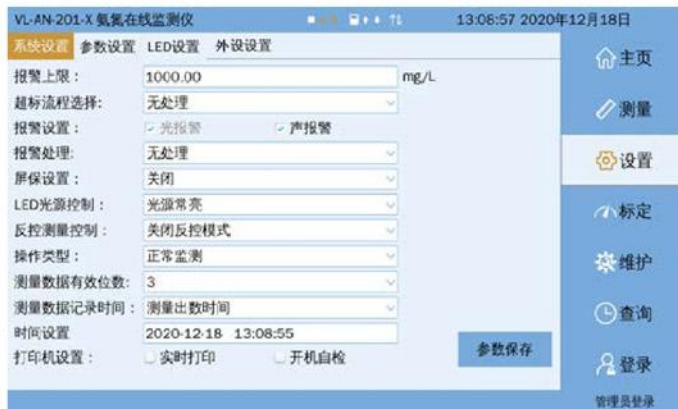 VL-AN-201-X 氨氮在线监测仪 13:08:57 2020年12月18日
系统设置 参数设置 LED设置 外设设置
报警上限： 1000.00 mg/L
超标流程选择: 无处理
报警设置： 光报警 声报警
报警处理: 无处理
屏保设置： 关闭
LED光源控制： 光源常亮
反控测量控制： 关闭反控模式
操作类型： 正常监测
测量数据有效位数: 3
测量数据记录时间： 测量出数时间
时间设置 2020-12-18 13:08:55
打印机设置： 实时打印 开机自检
参数保存
主页
测量
设置
标定
维护
查询
登录
管理员登录